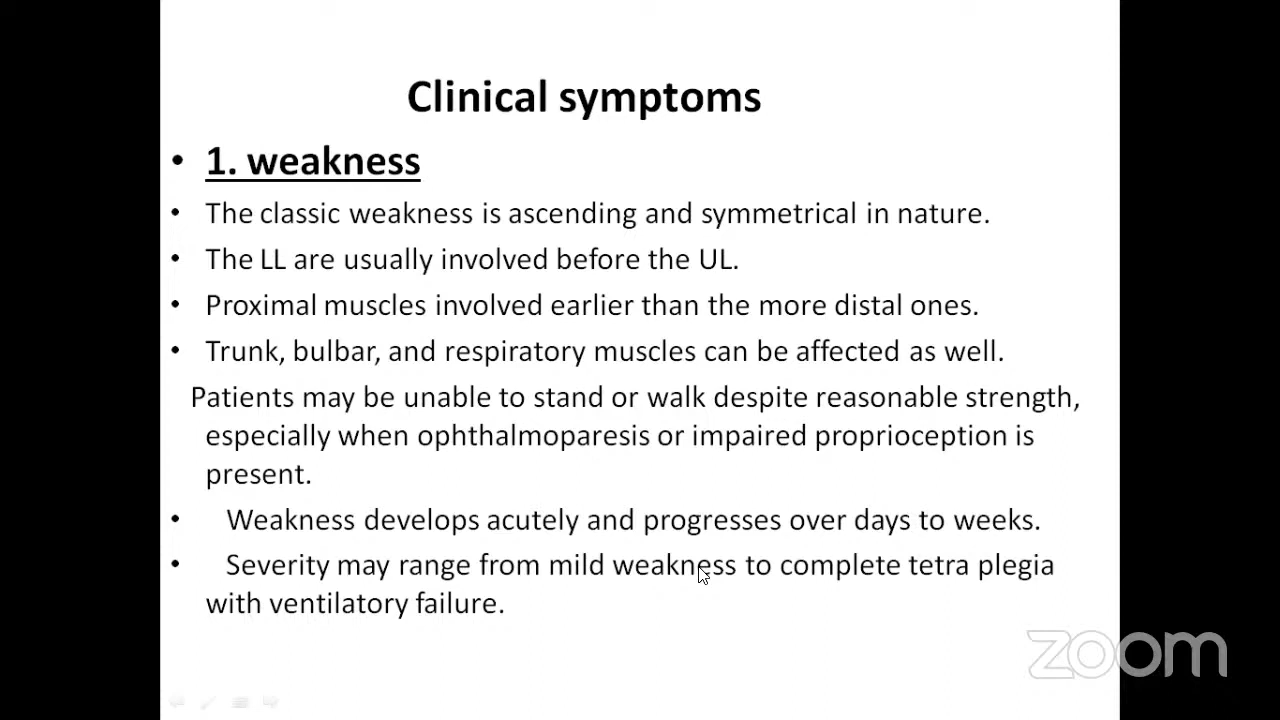 Clinical symptoms
• 1. weakness
• The classic weakness is ascending and symmetrical in nature.
• The LL are usually involved before the UL.
• Proximal muscles involved earlier than the more distal ones.
• Trunk, bulbar, and respiratory muscles can be affected as well.
Patients may be unable to stand or walk despite reasonable strength,
especially when ophthalmoparesis or impaired proprioception is
present.
• Weakness develops acutely and progresses over days to weeks.
• Severity may range from mild weakness to complete tetra plegia
with ventilatory failure.
zoom